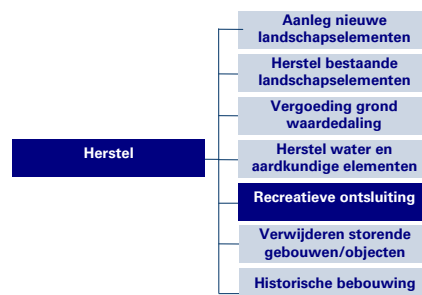 Aanleg nieuwe
landschapselementen
Herstel bestaande
landschapselementen
Vergoeding grond
waardedaling
Herstel
Herstel water en
aardkundige elementen
Recreatieve ontsluiting
Verwijderen storende
gebouwen/objecten
Historische bebouwing